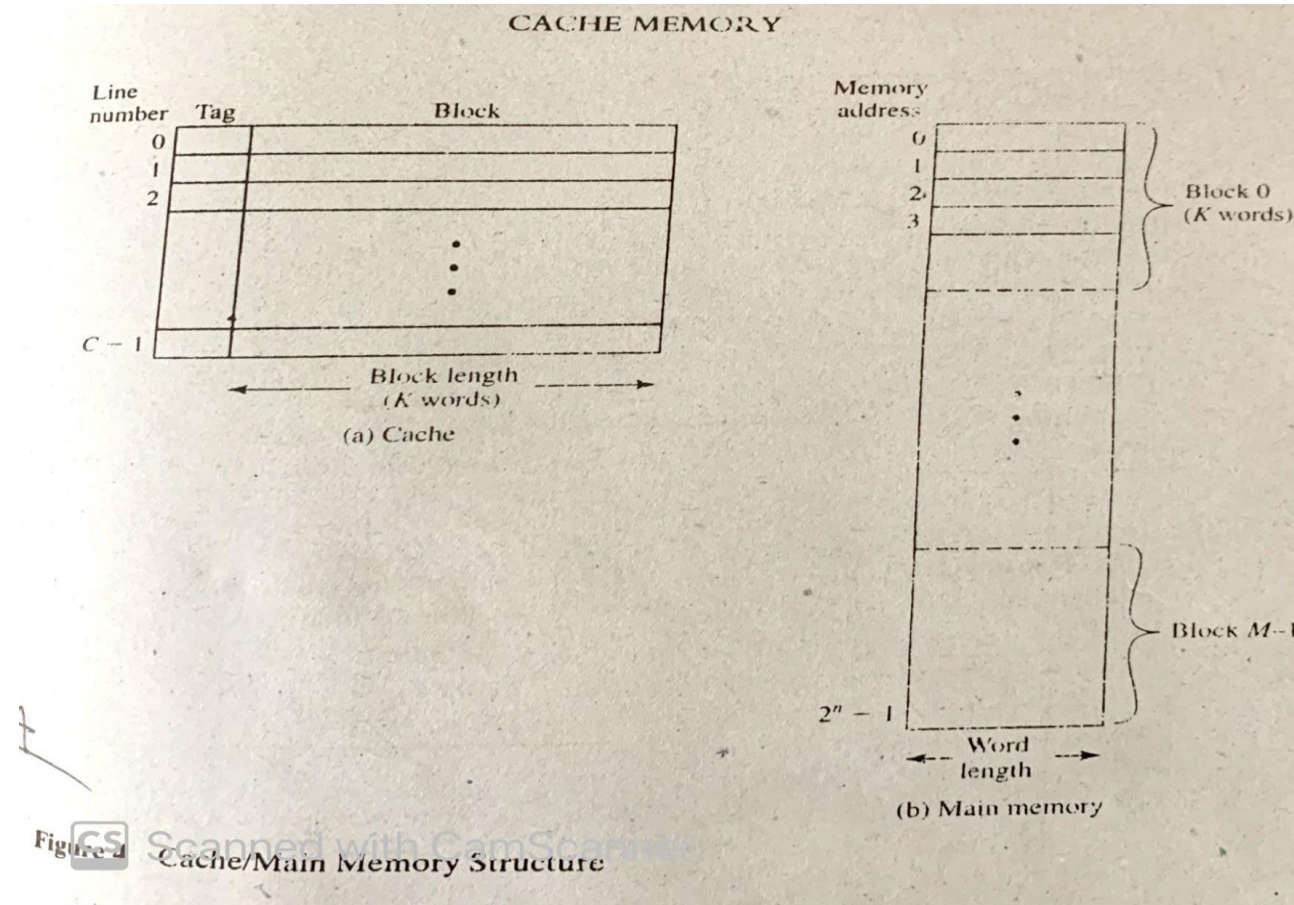 CACHE MEMORY
Line
number Tag Block
0
1
2
C - 1
Block length
(K words)
(a) Cache
Memory
address
0
1
2
3
Block 0
(K words)
Block M-1
2ⁿ - 1
Word
length
(b) Main memory
CS Scanned with CamScanner
Figure 4 Cache/Main Memory Structure